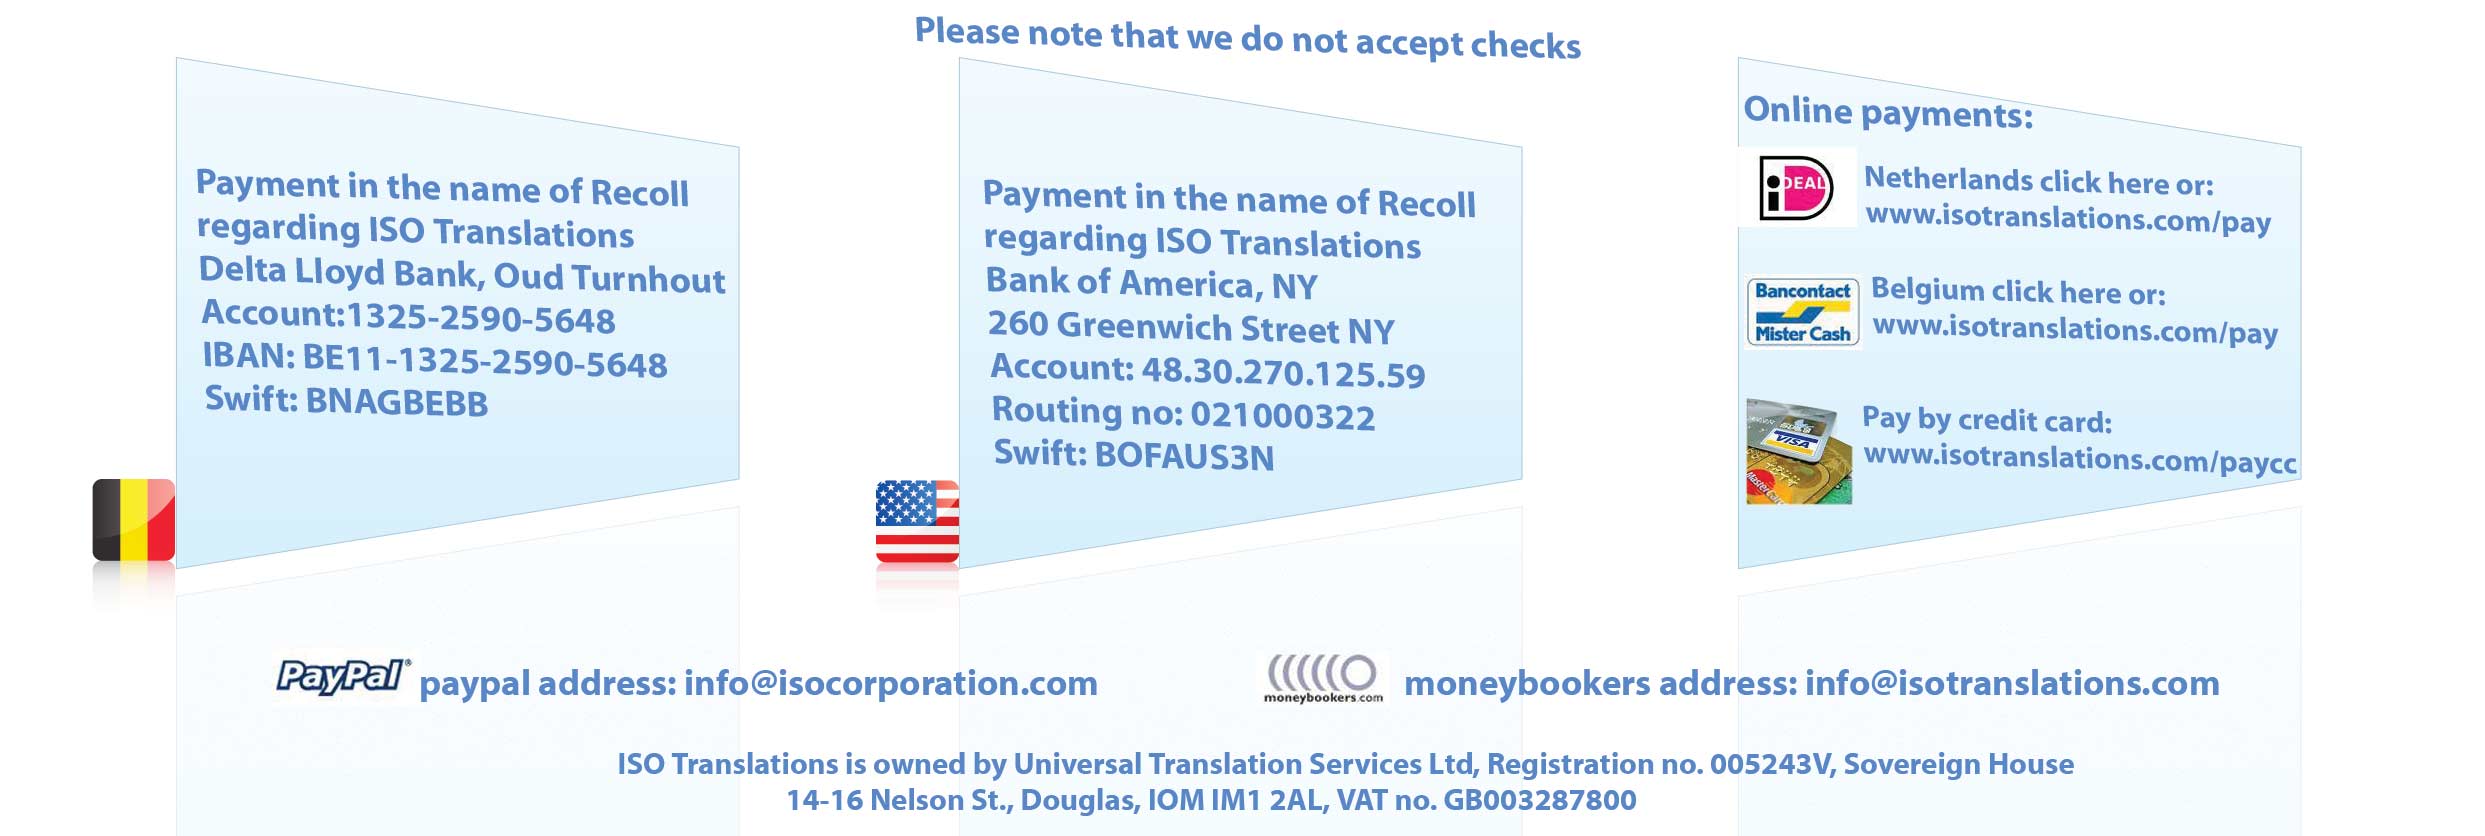 Please note that we do not accept checks
Payment in the name of Recoll
regarding ISO Translations
Delta Lloyd Bank, Oud Turnhout
Account:1325-2590-5648
IBAN: BE11-1325-2590-5648
Swift: BNAGBEBB
Payment in the name of Recoll
regarding ISO Translations
Bank of America, NY
260 Greenwich Street NY
Account: 48.30.270.125.59
Routing no: 021000322
Swift: BOFAUS3N
Online payments:
iDEAL
Netherlands click here or:
www.isotranslations.com/pay
Bancontact
Mister Cash
Belgium click here or:
www.isotranslations.com/pay
VISA
MasterCard
Pay by credit card:
www.isotranslations.com/paycc
PayPal®
paypal address: info@isocorporation.com
moneybookers.com
moneybookers address: info@isotranslations.com
ISO Translations is owned by Universal Translation Services Ltd, Registration no. 005243V, Sovereign House
14-16 Nelson St., Douglas, IOM IM1 2AL, VAT no. GB003287800